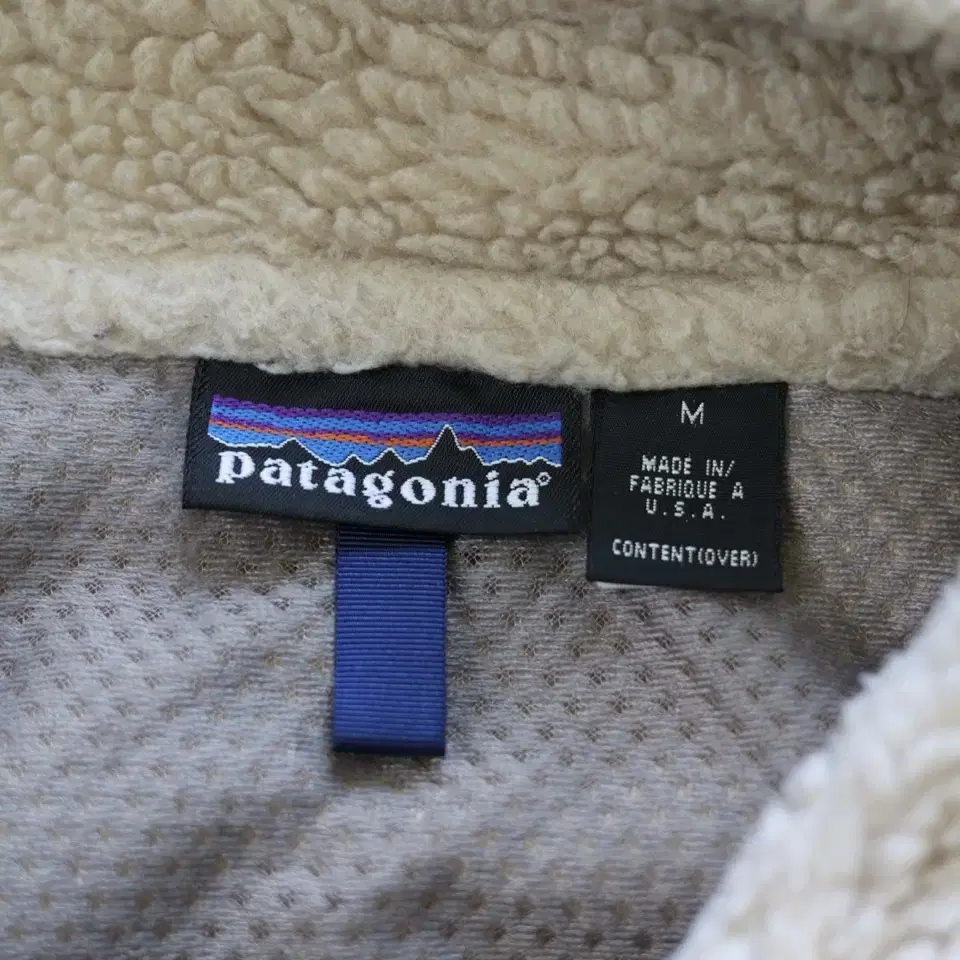 patagonia®
M
MADE IN/
FABRIQUE A
U.S.A.
CONTENT(OVER)